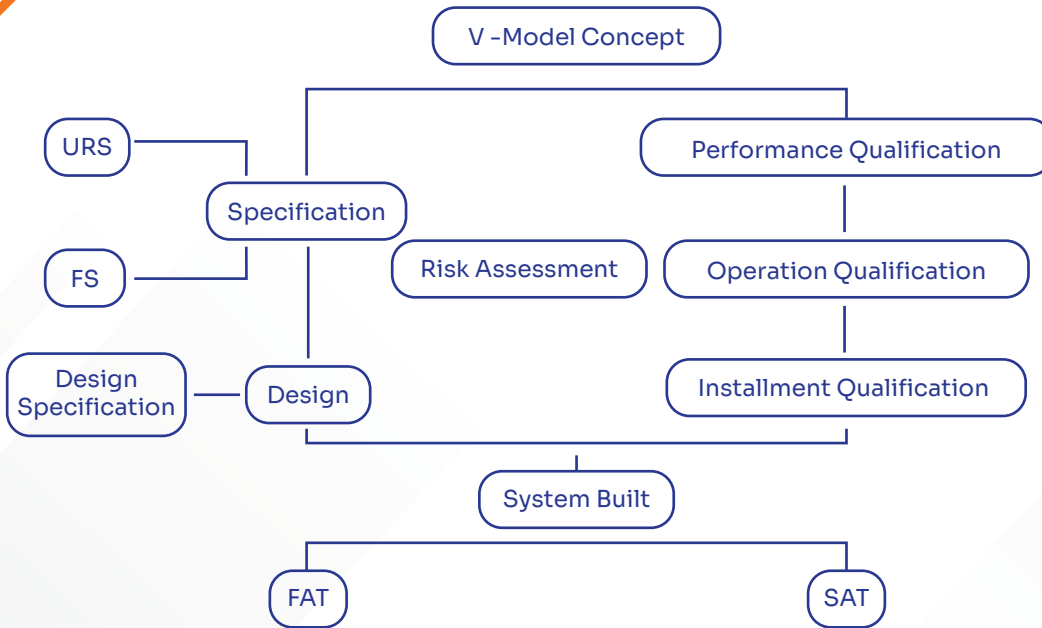 V -Model Concept
URS
Performance Qualification
Specification
FS
Risk Assessment
Operation Qualification
Design
Specification
Design
Installment Qualification
System Built
FAT
SAT